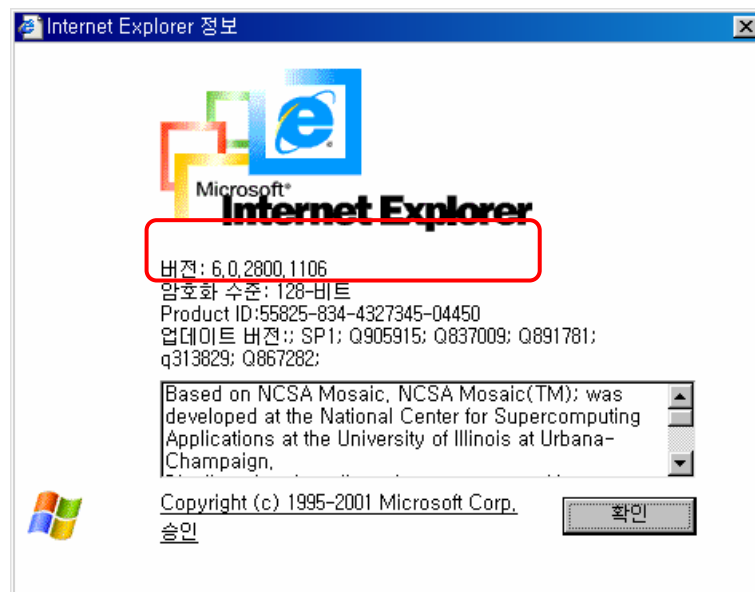 Internet Explorer 정보
Microsoft®
Internet Explorer
버전: 6.0.2800.1106
암호화 수준: 128-비트
Product ID:55825-834-4327345-04450
업데이트 버전:; SP1; Q905915; Q837009; Q891781;
q313829; Q867282;
Based on NCSA Mosaic. NCSA Mosaic(TM); was
developed at the National Center for Supercomputing
Applications at the University of Illinois at Urbana-
Champaign.
Copyright (c) 1995-2001 Microsoft Corp.
승인
확인